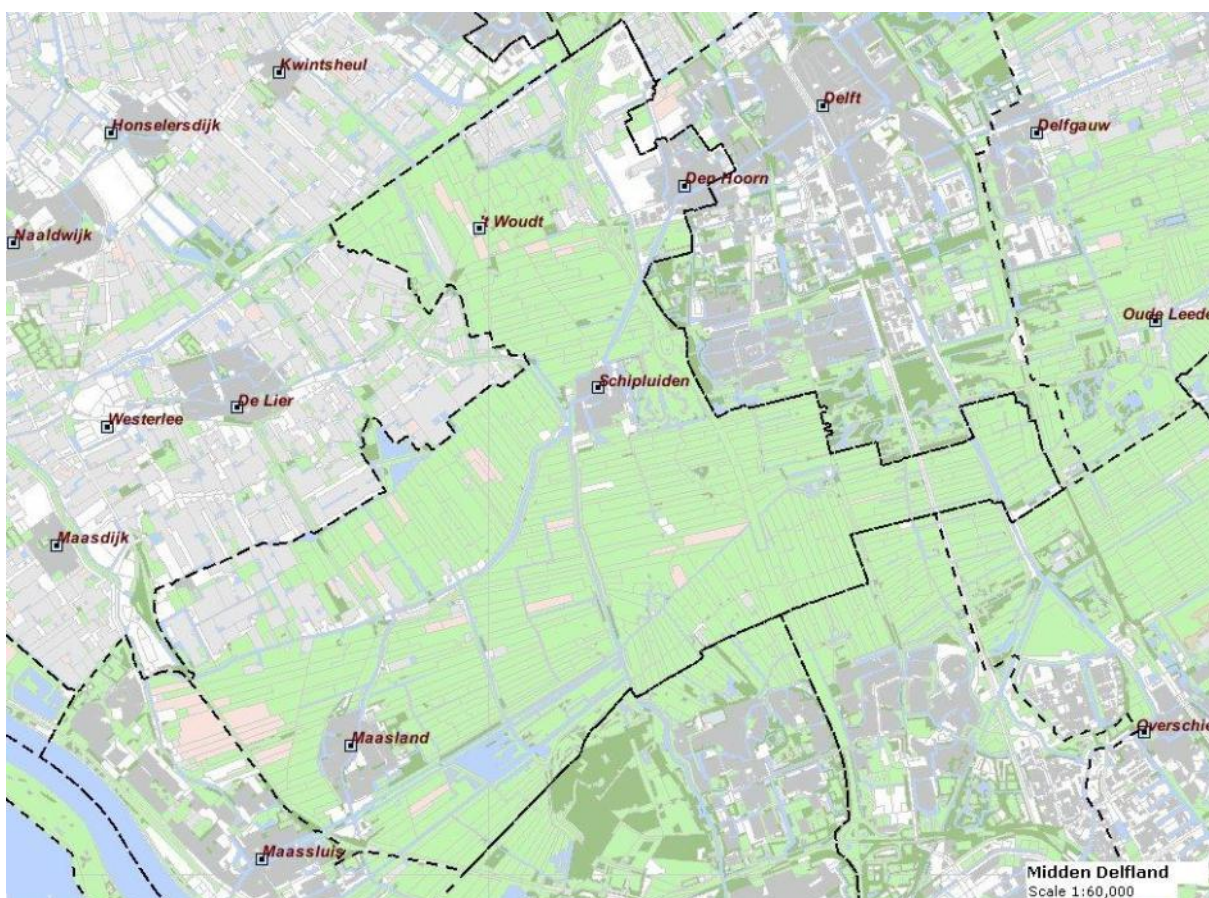 Kwintsheul
Delft
Honselersdijk
Delfgauw
Den Hoorn
't Woudt
Naaldwijk
Oude Leede
Schipluiden
De Lier
Westerlee
Maasdijk
Maasland
Overschie
Maassluis
Midden Delfland
Scale 1:60,000